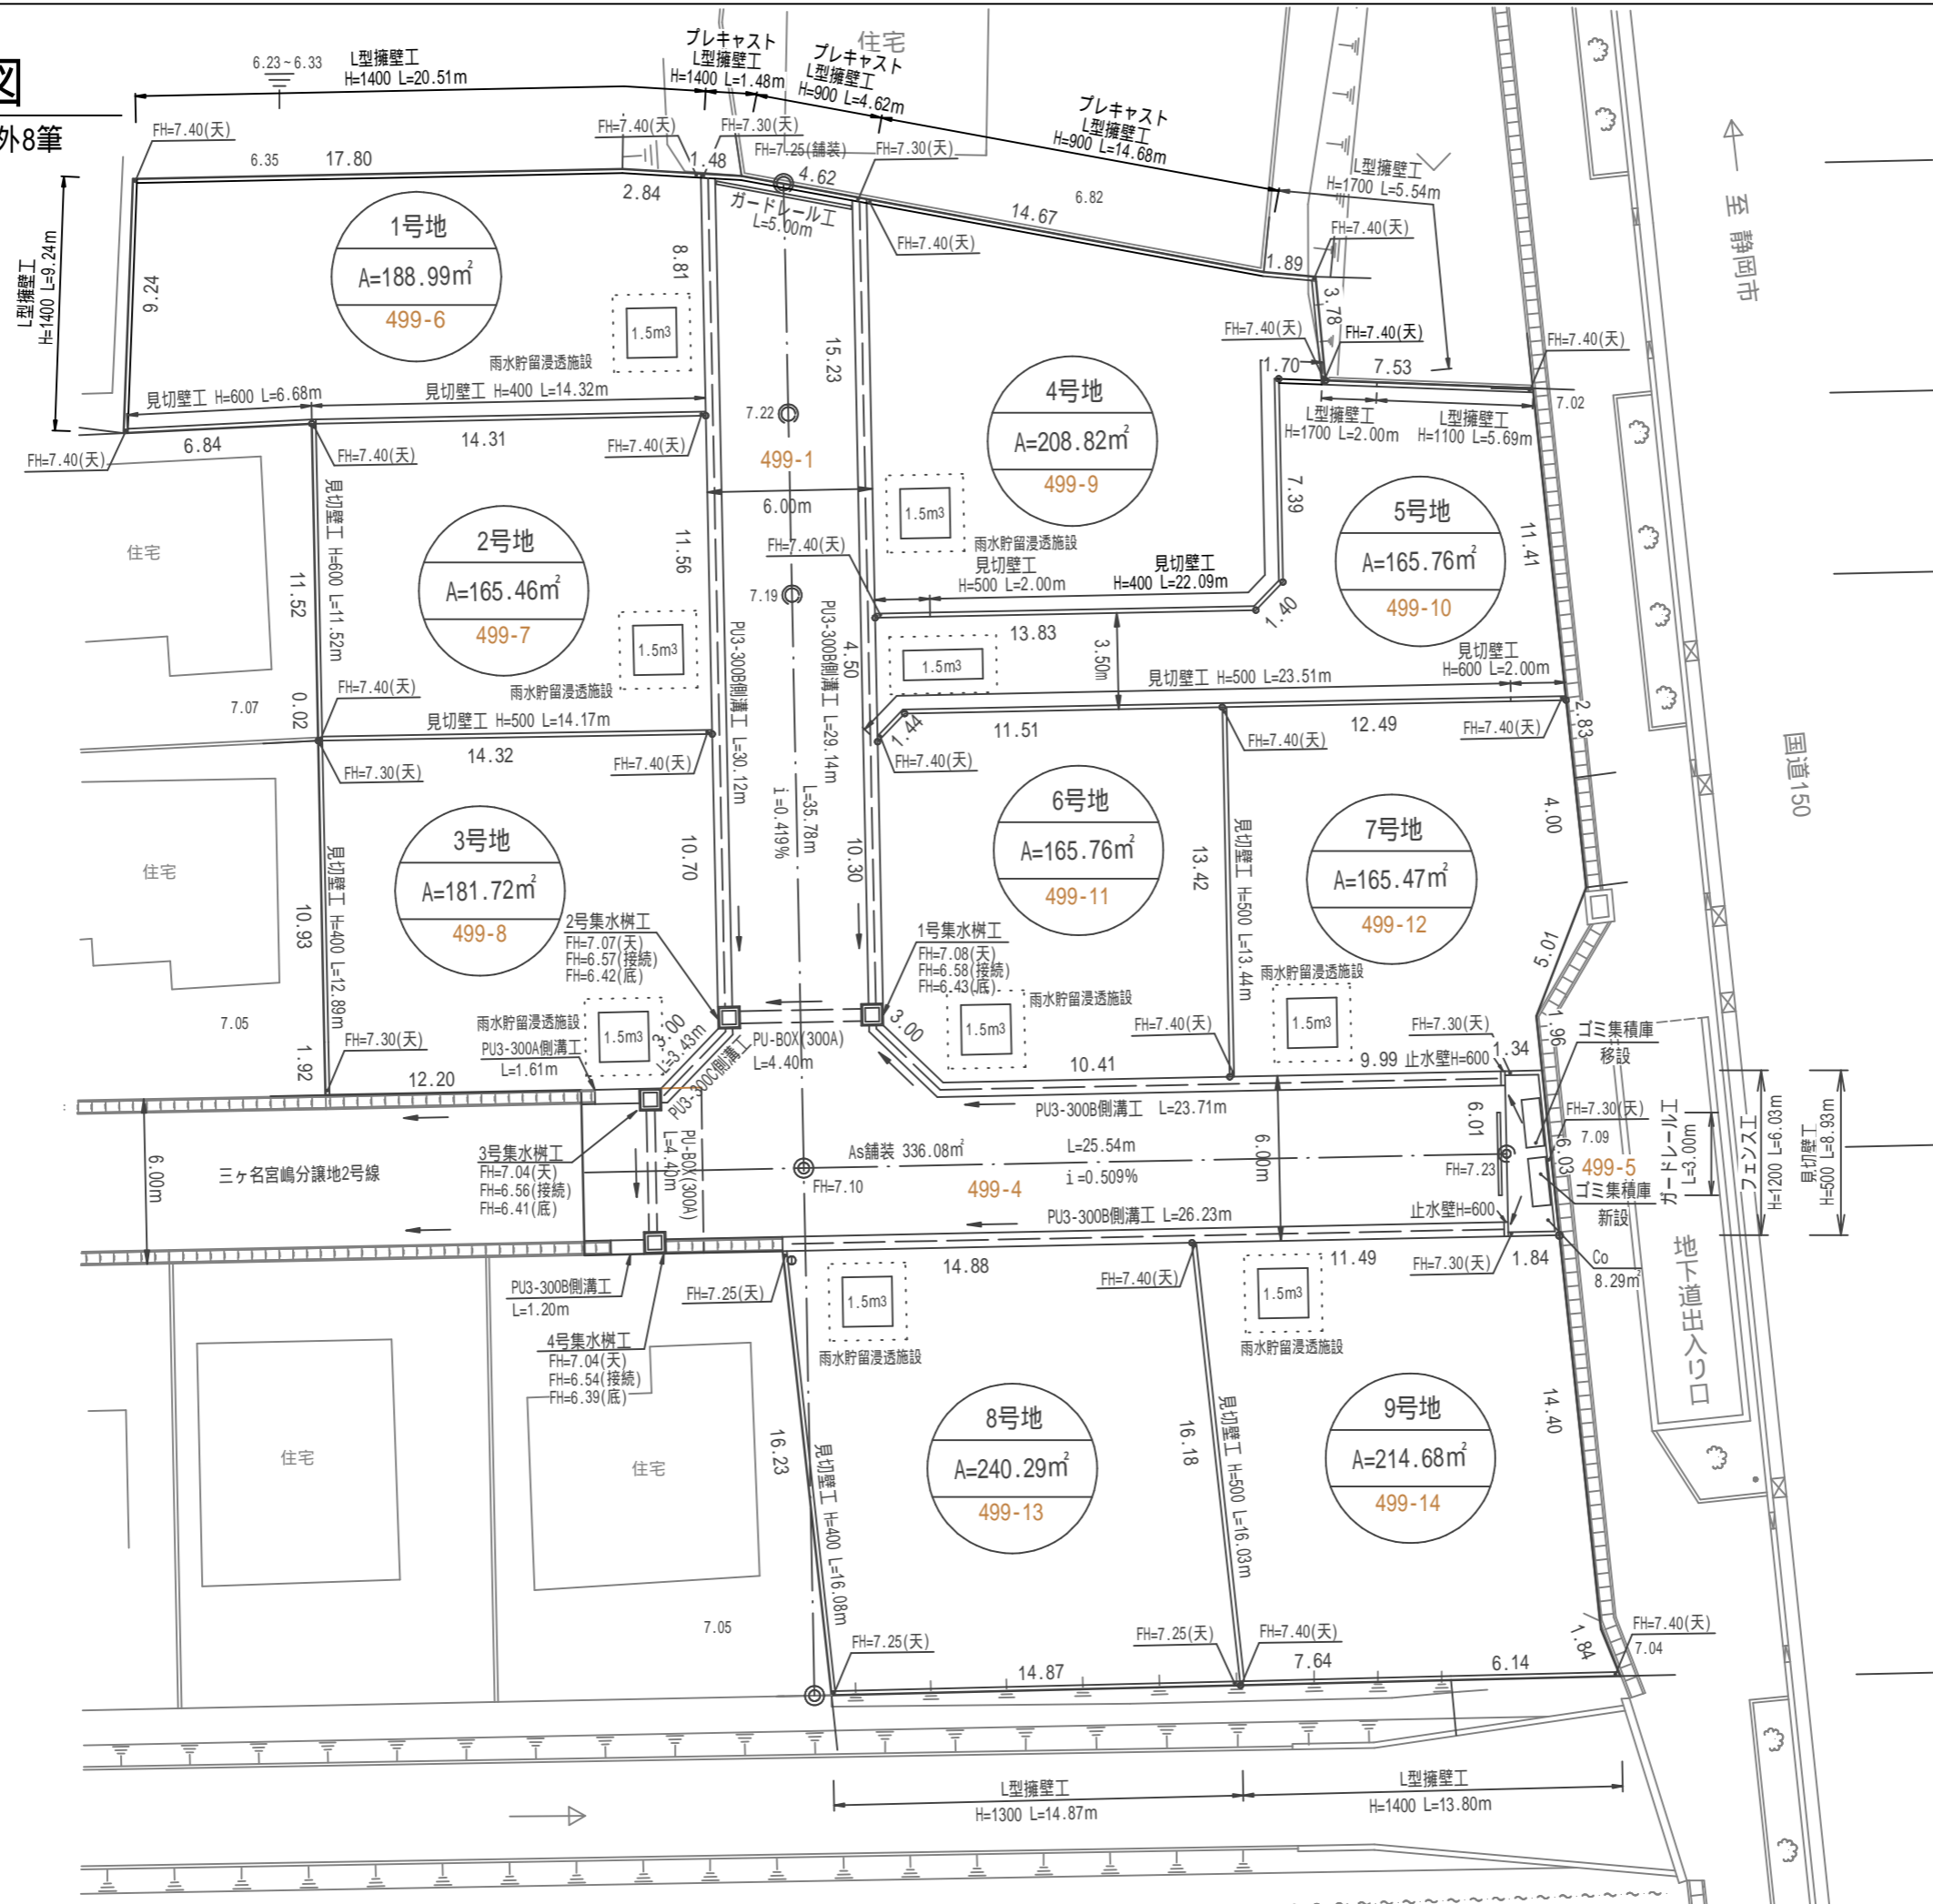 図
外8筆
6.23~6.33
L型擁壁工
H=1400 L=20.51m
プレキャスト
L型擁壁工
H=1400 L=1.48m
住宅
プレキャスト
L型擁壁工
H=900 L=4.62m
プレキャスト
L型擁壁工
H=900 L=14.68m
L型擁壁工
H=1700 L=5.54m
FH=7.40(天)
FH=7.40(天)
FH=7.30(天)
FH=7.25(舗装)
FH=7.30(天)
6.35
17.80
2.84
1.48
4.62
ガードレール工
L=5.00m
14.67
6.82
FH=7.40(天)
FH=7.40(天)
1.89
3.78
L型擁壁工
H=1400 L=9.24m
9.24
1号地
A=188.99㎡
499-6
8.81
1.5m3
雨水貯留浸透施設
見切壁工 H=600 L=6.68m
見切壁工 H=400 L=14.32m
6.84
14.31
FH=7.40(天)
FH=7.40(天)
FH=7.40(天)
15.23
7.22
499-1
6.00m
4号地
A=208.82㎡
499-9
1.5m3
雨水貯留浸透施設
FH=7.40(天)
FH=7.40(天)
1.70
7.53
FH=7.40(天)
7.02
L型擁壁工
H=1700 L=2.00m
L型擁壁工
H=1100 L=5.69m
7.39
5号地
A=165.76㎡
499-10
11.41
住宅
見切壁工 H=600 L=11.52m
11.52
2号地
A=165.46㎡
499-7
11.56
1.5m3
雨水貯留浸透施設
FH=7.40(天)
7.19
見切壁工
H=500 L=2.00m
見切壁工
H=400 L=22.09m
13.83
1.40
3.50m
1.5m3
4.50
PU3-300B側溝工 L=30.12m
PU3-300B側溝工 L=29.14m
見切壁工 H=500 L=23.51m
見切壁工
H=600 L=2.00m
7.07
0.02
FH=7.40(天)
見切壁工 H=500 L=14.17m
14.32
FH=7.30(天)
FH=7.40(天)
1.44
11.51
12.49
FH=7.40(天)
FH=7.40(天)
FH=7.40(天)
2.83
至 静岡市
国道150
住宅
3号地
A=181.72㎡
499-8
10.70
10.93
見切壁工 H=400 L=12.89m
i=0.419%
L=35.78m
10.30
6号地
A=165.76㎡
499-11
13.42
見切壁工 H=500 L=13.44m
7号地
A=165.47㎡
499-12
4.00
5.01
7.05
1.92
2号集水桝工
FH=7.07(天)
FH=6.57(接続)
FH=6.42(底)
1号集水桝工
FH=7.08(天)
FH=6.58(接続)
FH=6.43(底)
雨水貯留浸透施設
1.5m3
PU3-300A側溝工
L=1.61m
3.00
L=3.43m
PU3-300C側溝工
PU-BOX(300A)
L=4.40m
3.00
1.5m3
雨水貯留浸透施設
雨水貯留浸透施設
1.5m3
FH=7.30(天)
12.20
FH=7.40(天)
10.41
FH=7.30(天)
9.99
止水壁H=600
1.34
1.96
ゴミ集積庫
移設
PU3-300B側溝工 L=23.71m
6.01
FH=7.30(天)
7.09
6.03
499-5
ゴミ集積庫
新設
ガードレール工
L=3.00m
フェンス工
H=1200 L=6.03m
見切壁工
H=500 L=8.93m
6.00m
三ヶ名宮嶋分譲地2号線
3号集水桝工
FH=7.04(天)
FH=6.56(接続)
FH=6.41(底)
PU-BOX(300A)
L=4.40m
As舗装 336.08㎡
L=25.54m
i=0.509%
499-4
FH=7.10
6.00m
FH=7.23
PU3-300B側溝工 L=26.23m
止水壁H=600
PU3-300B側溝工
L=1.20m
FH=7.25(天)
14.88
FH=7.40(天)
11.49
FH=7.30(天)
1.84
Co
8.29㎡
4号集水桝工
FH=7.04(天)
FH=6.54(接続)
FH=6.39(底)
1.5m3
雨水貯留浸透施設
1.5m3
雨水貯留浸透施設
地下道出入り口
住宅
住宅
16.23
見切壁工 H=400 L=16.08m
8号地
A=240.29㎡
499-13
16.18
見切壁工 H=500 L=16.03m
9号地
A=214.68㎡
499-14
14.40
7.05
FH=7.25(天)
14.87
FH=7.25(天)
FH=7.40(天)
7.64
6.14
1.84
FH=7.40(天)
7.04
L型擁壁工
H=1300 L=14.87m
L型擁壁工
H=1400 L=13.80m